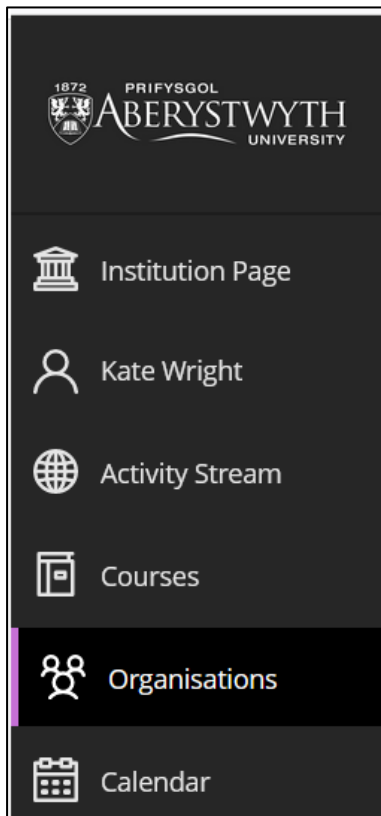 1872 PRIFYSGOL
ABERYSTWYTH
UNIVERSITY
Institution Page
Kate Wright
Activity Stream
Courses
Organisations
Calendar